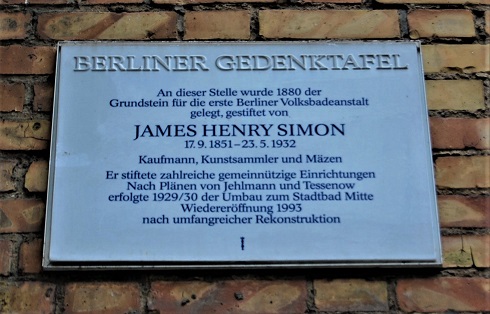 BERLINER GEDENKTAFEL
An dieser Stelle wurde 1880 der
Grundstein für die erste Berliner Volksbadeanstalt
gelegt, gestiftet von
JAMES HENRY SIMON
17. 9. 1851 – 23. 5. 1932
Kaufmann, Kunstsammler und Mäzen
Er stiftete zahlreiche gemeinnützige Einrichtungen
Nach Plänen von Jehlmann und Tessenow
erfolgte 1929/30 der Umbau zum Stadtbad Mitte
Wiedereröffnung 1993
nach umfangreicher Rekonstruktion